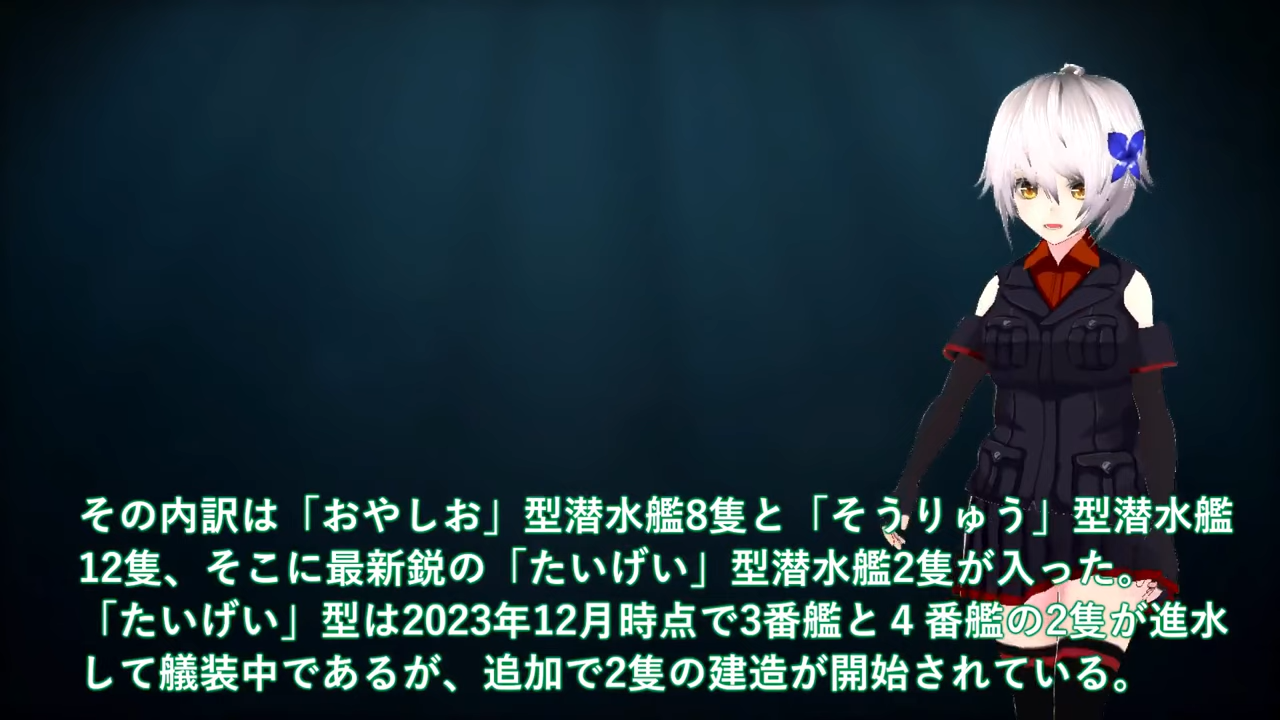 その内訳は「おやしお」型潜水艦8隻と「そうりゅう」型潜水艦
12隻、そこに最新鋭の「たいげい」型潜水艦2隻が入った。
「たいげい」型は2023年12月時点で3番艦と４番艦の2隻が進水
して艤装中であるが、追加で2隻の建造が開始されている。